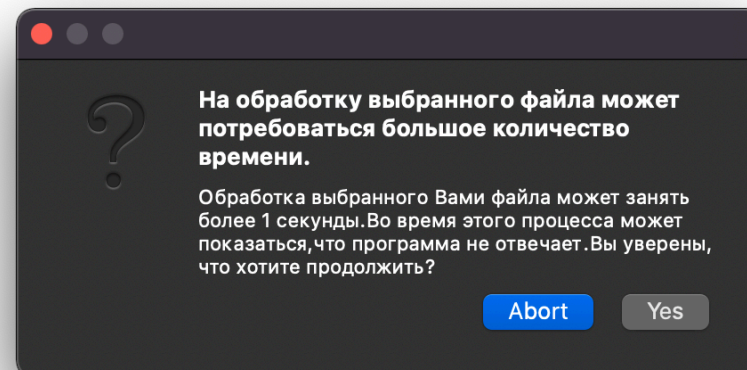 На обработку выбранного файла может
потребоваться большое количество
времени.
Обработка выбранного Вами файла может занять
более 1 секунды.Во время этого процесса может
показаться,что программа не отвечает.Вы уверены,
что хотите продолжить?
Abort Yes